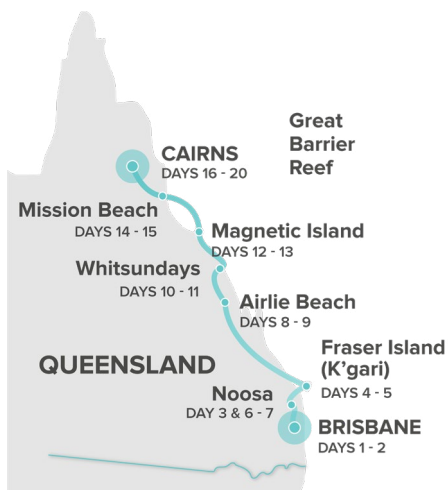 Great
Barrier
Reef
CAIRNS
DAYS 16 - 20
Mission Beach
DAYS 14 - 15
Magnetic Island
DAYS 12 - 13
Whitsundays
DAYS 10 - 11
Airlie Beach
DAYS 8 - 9
Fraser Island
(K'gari)
DAYS 4 - 5
QUEENSLAND
Noosa
DAY 3 & 6 - 7
BRISBANE
DAYS 1 - 2